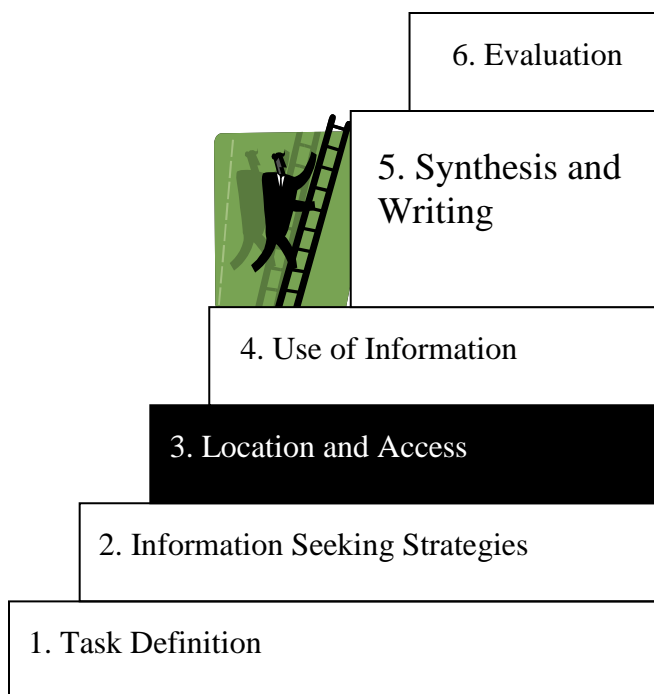 6. Evaluation
5. Synthesis and
Writing
4. Use of Information
3. Location and Access
2. Information Seeking Strategies
1. Task Definition